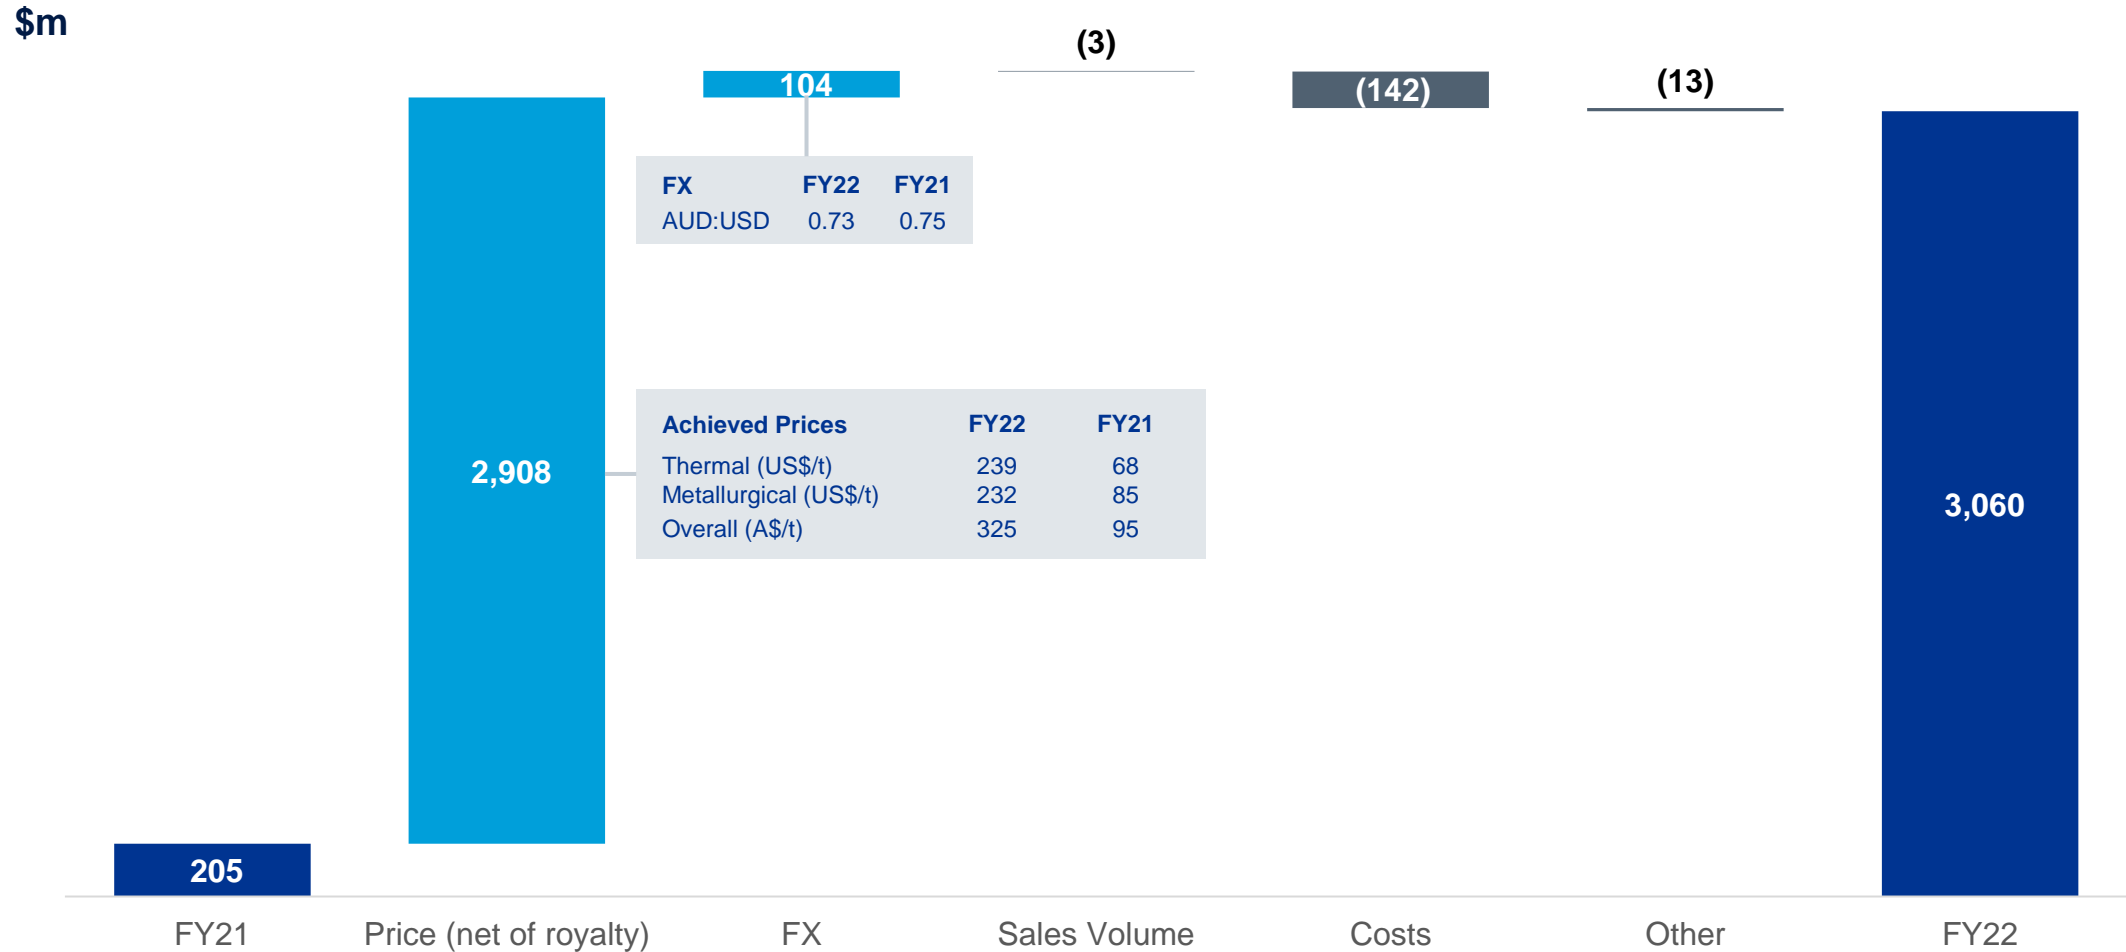 $m
(3)
104
(142)
(13)
FX FY22 FY21
AUD:USD 0.73 0.75
Achieved Prices FY22 FY21
Thermal (US$/t) 239 68
Metallurgical (US$/t) 232 85
Overall (A$/t) 325 95
2,908
3,060
205
FY21 Price (net of royalty) FX Sales Volume Costs Other FY22